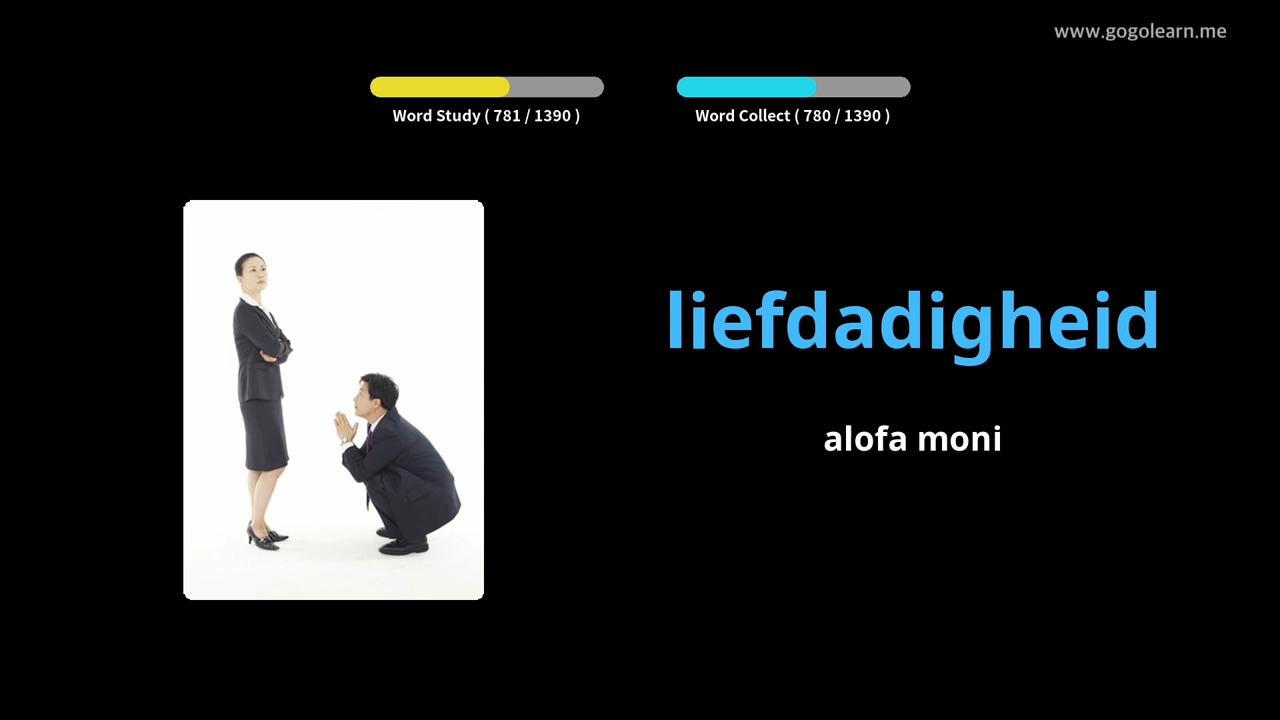 www.gogolearn.me
Word Study ( 781 / 1390 )
Word Collect ( 780 / 1390 )
liefdadigheid
alofa moni